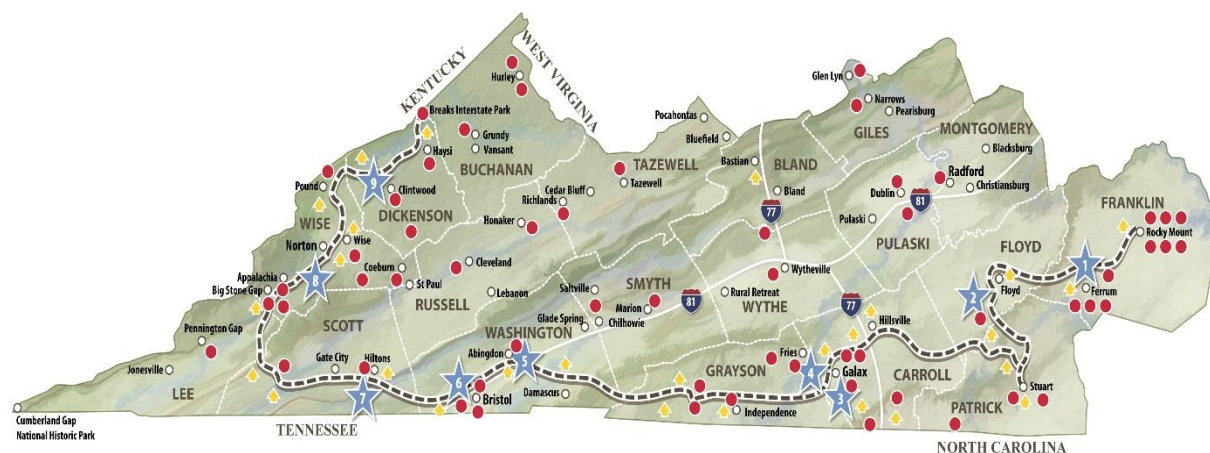 KENTUCKY
WEST VIRGINIA
Hurley
Breaks Interstate Park
Grundy
Vansant
Haysi
BUCHANAN
Pound
9
Clintwood
DICKENSON
WISE
Wise
Norton
8
Appalachia
Big Stone Gap
Coeburn
St Paul
Cleveland
Lebanon
RUSSELL
Honaker
Richlands
Cedar Bluff
Tazewell
TAZEWELL
Pocahontas
Bluefield
Bastian
BLAND
Bland
77
Glen Lyn
Narrows
Pearisburg
GILES
MONTGOMERY
Blacksburg
Radford
Christiansburg
Dublin
81
Pulaski
PULASKI
FLOYD
Floyd
FRANKLIN
Rocky Mount
1
Ferrum
2
Wytheville
WYTHE
Rural Retreat
SMYTH
Saltville
Marion
81
Chilhowie
Glade Spring
WASHINGTON
Abingdon
5
Damascus
6
Bristol
SCOTT
Gate City
Hiltons
7
Pennington Gap
Jonesville
LEE
Cumberland Gap
National Historic Park
TENNESSEE
GRAYSON
Independence
Fries
4
Galax
3
77
Hillsville
CARROLL
PATRICK
Stuart
NORTH CAROLINA